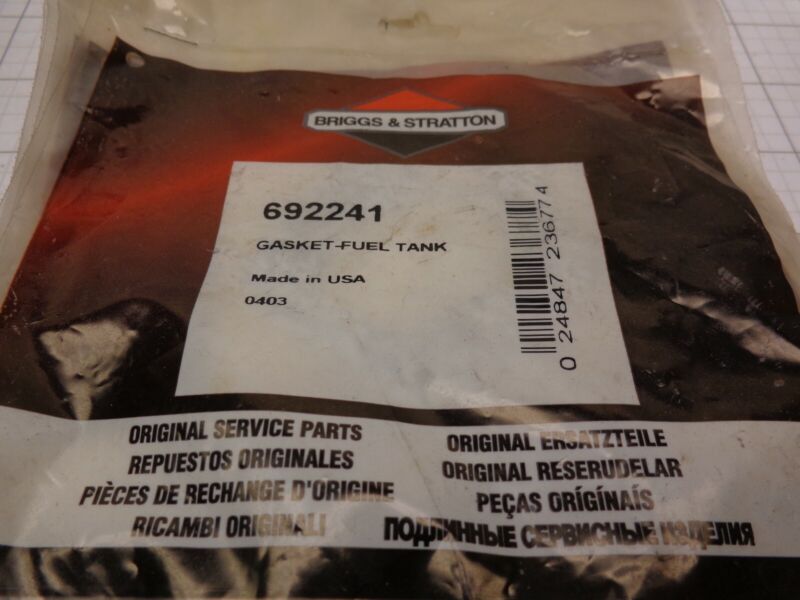 BRIGGS & STRATTON
692241
GASKET-FUEL TANK
Made in USA
0403
0 24847 23677 4
ORIGINAL SERVICE PARTS
REPUESTOS ORIGINALES
PIÈCES DE RECHANGE D'ORIGINE
RICAMBI ORIGINALI
ORIGINAL ERSATZTEILE
ORIGINAL RESERUDELAR
PEÇAS ORÍGÍNAÍS
ПОДЛИННЫЕ СЕРВИСНЫЕ ИЗДЕЛИЯ